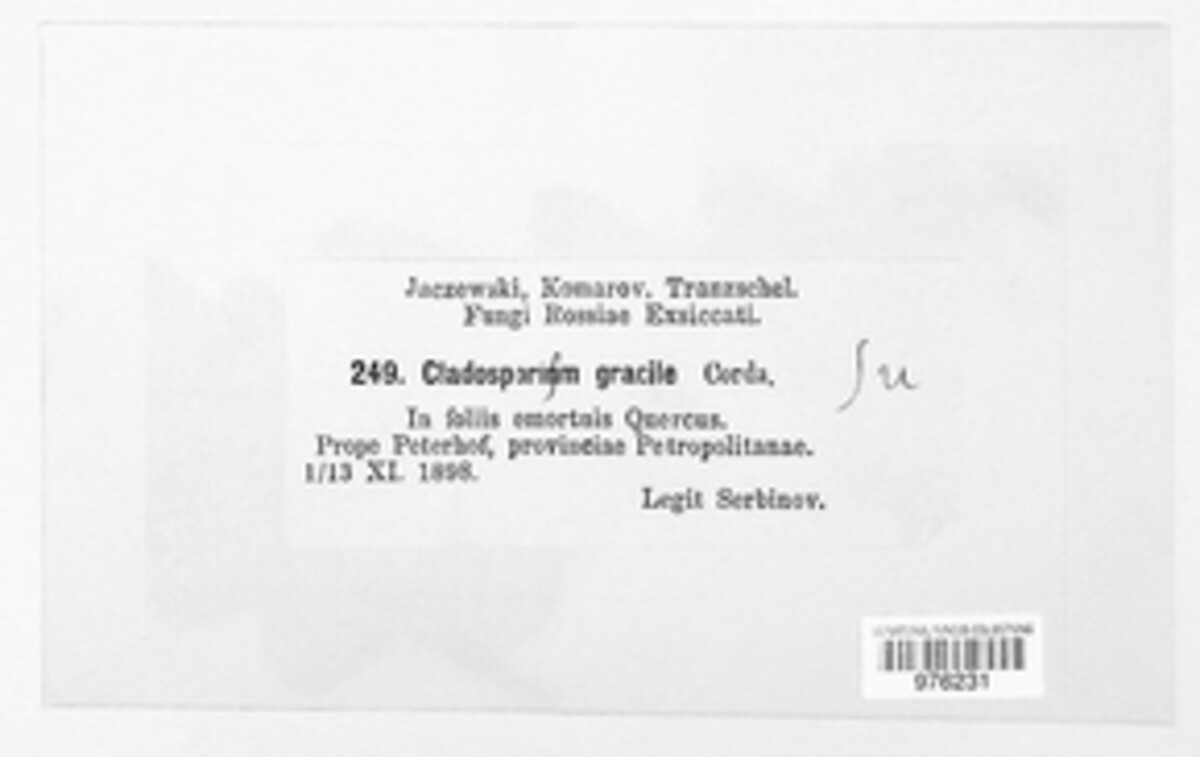 Jaczewski, Komarov. Tranzschel.
Fungi Rossiae Exsiccati.
249. Cladosporium gracile Corda,
In foliis emortuis Quercus.
Prope Peterhof, provinciae Petropolitanae.
1/13 XI. 1898.
Legit Serbinov.
976231